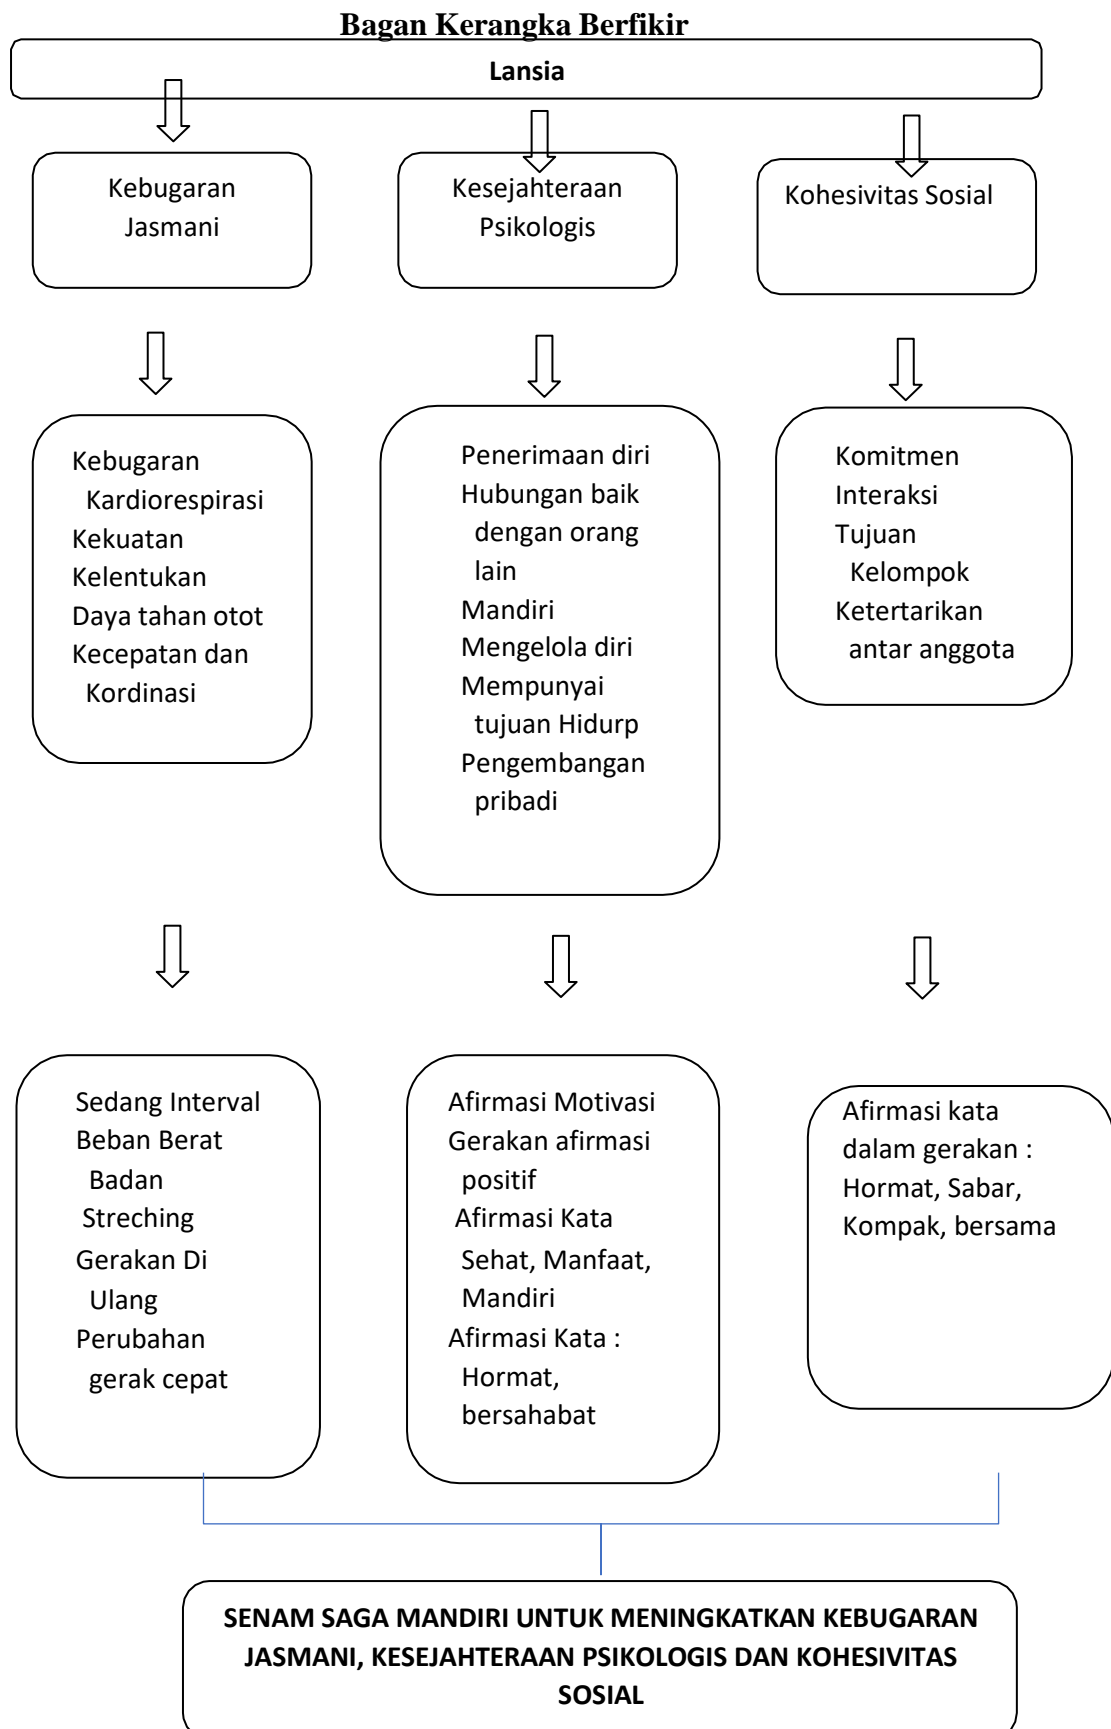 Bagan Kerangka Berfikir
Lansia
Kebugaran
Jasmani
Kesejahteraan
Psikologis
Kohesivitas Sosial
Kebugaran
Kardiorespirasi
Kekuatan
Kelentukan
Daya tahan otot
Kecepatan dan
Kordinasi
Penerimaan diri
Hubungan baik
dengan orang
lain
Mandiri
Mengelola diri
Mempunyai
tujuan Hidurp
Pengembangan
pribadi
Komitmen
Interaksi
Tujuan
Kelompok
Ketertarikan
antar anggota
Sedang Interval
Beban Berat
Badan
Streching
Gerakan Di
Ulang
Perubahan
gerak cepat
Afirmasi Motivasi
Gerakan afirmasi
positif
Afirmasi Kata
Sehat, Manfaat,
Mandiri
Afirmasi Kata :
Hormat,
bersahabat
Afirmasi kata
dalam gerakan :
Hormat, Sabar,
Kompak, bersama
SENAM SAGA MANDIRI UNTUK MENINGKATKAN KEBUGARAN
JASMANI, KESEJAHTERAAN PSIKOLOGIS DAN KOHESIVITAS
SOSIAL